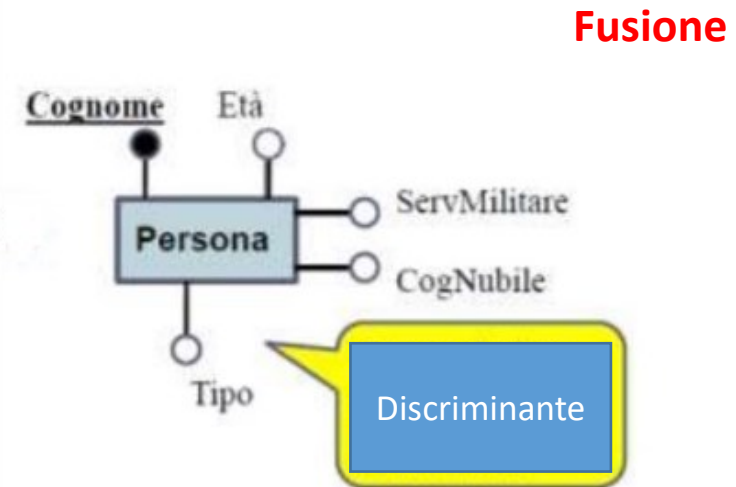 Fusione
Cognome Età
ServMilitare
Persona
CogNubile
Tipo
Discriminante